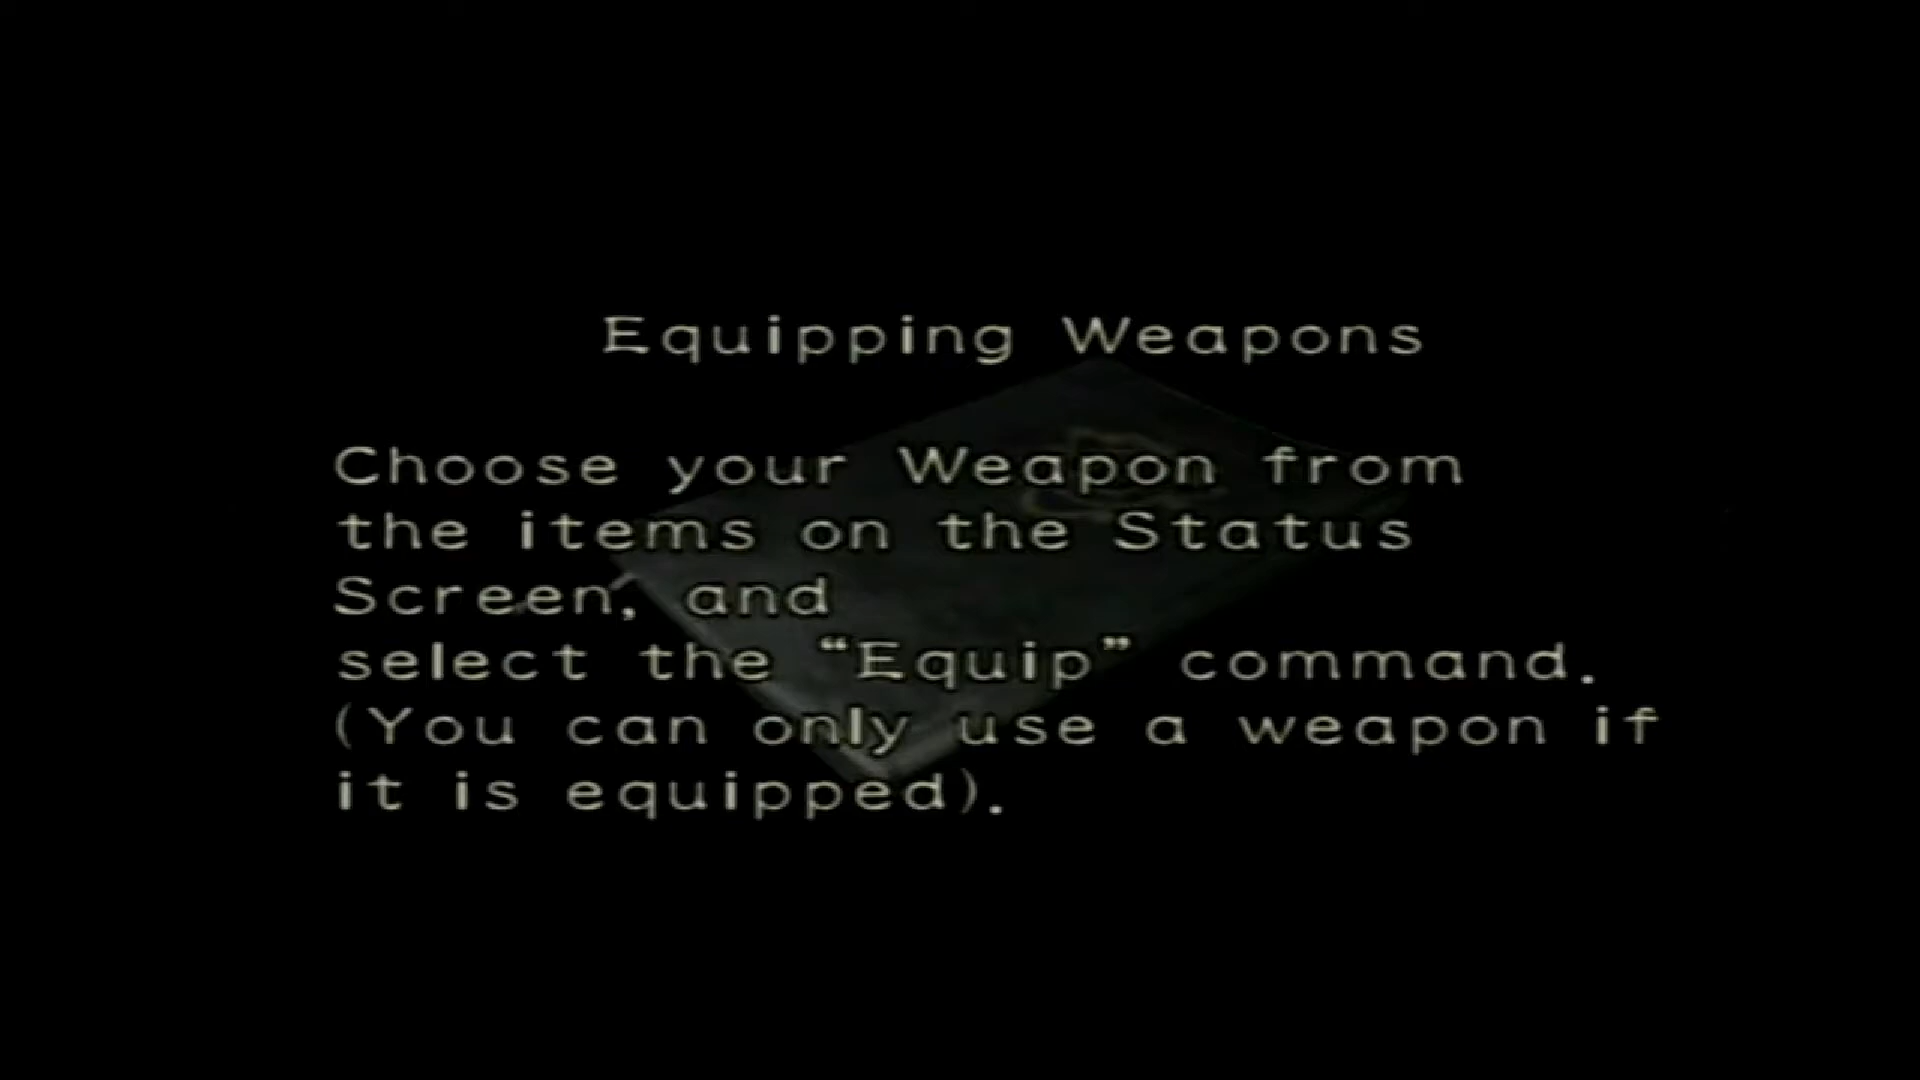 Equipping Weapons
Choose your Weapon from
the items on the Status
Screen, and
select the “Equip” command.
(You can only use a weapon if
it is equipped).